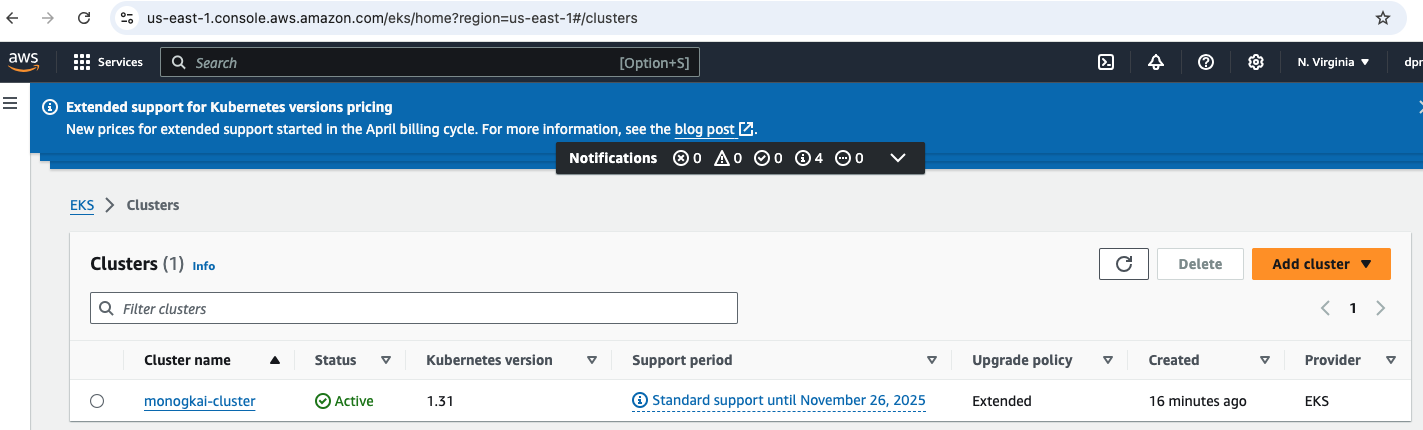 us-east-1.console.aws.amazon.com/eks/home?region=us-east-1#/clusters
aws Services Search [Option+S] N. Virginia dpr
Extended support for Kubernetes versions pricing
New prices for extended support started in the April billing cycle. For more information, see the blog post.
Notifications 0 0 0 4 0
EKS Clusters
Clusters (1) Info Delete Add cluster
Filter clusters 1
Cluster name Status Kubernetes version Support period Upgrade policy Created Provider
monogkai-cluster Active 1.31 Standard support until November 26, 2025 Extended 16 minutes ago EKS